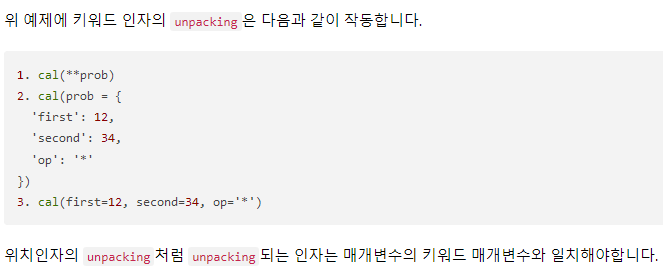 위 예제에 키워드 인자의 unpacking 은 다음과 같이 작동합니다.
1. cal(**prob)
2. cal(prob = {
  'first': 12,
  'second': 34,
  'op': '*'
})
3. cal(first=12, second=34, op='*')
위치인자의 unpacking 처럼 unpacking 되는 인자는 매개변수의 키워드 매개변수와 일치해야합니다.